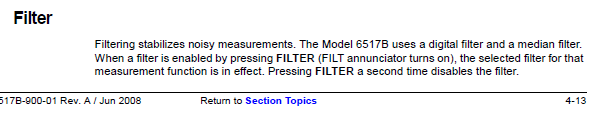 Filter
Filtering stabilizes noisy measurements. The Model 6517B uses a digital filter and a median filter.
When a filter is enabled by pressing FILTER (FILT annunciator turns on), the selected filter for that
measurement function is in effect. Pressing FILTER a second time disables the filter.
517B-900-01 Rev. A / Jun 2008 Return to Section Topics 4-13